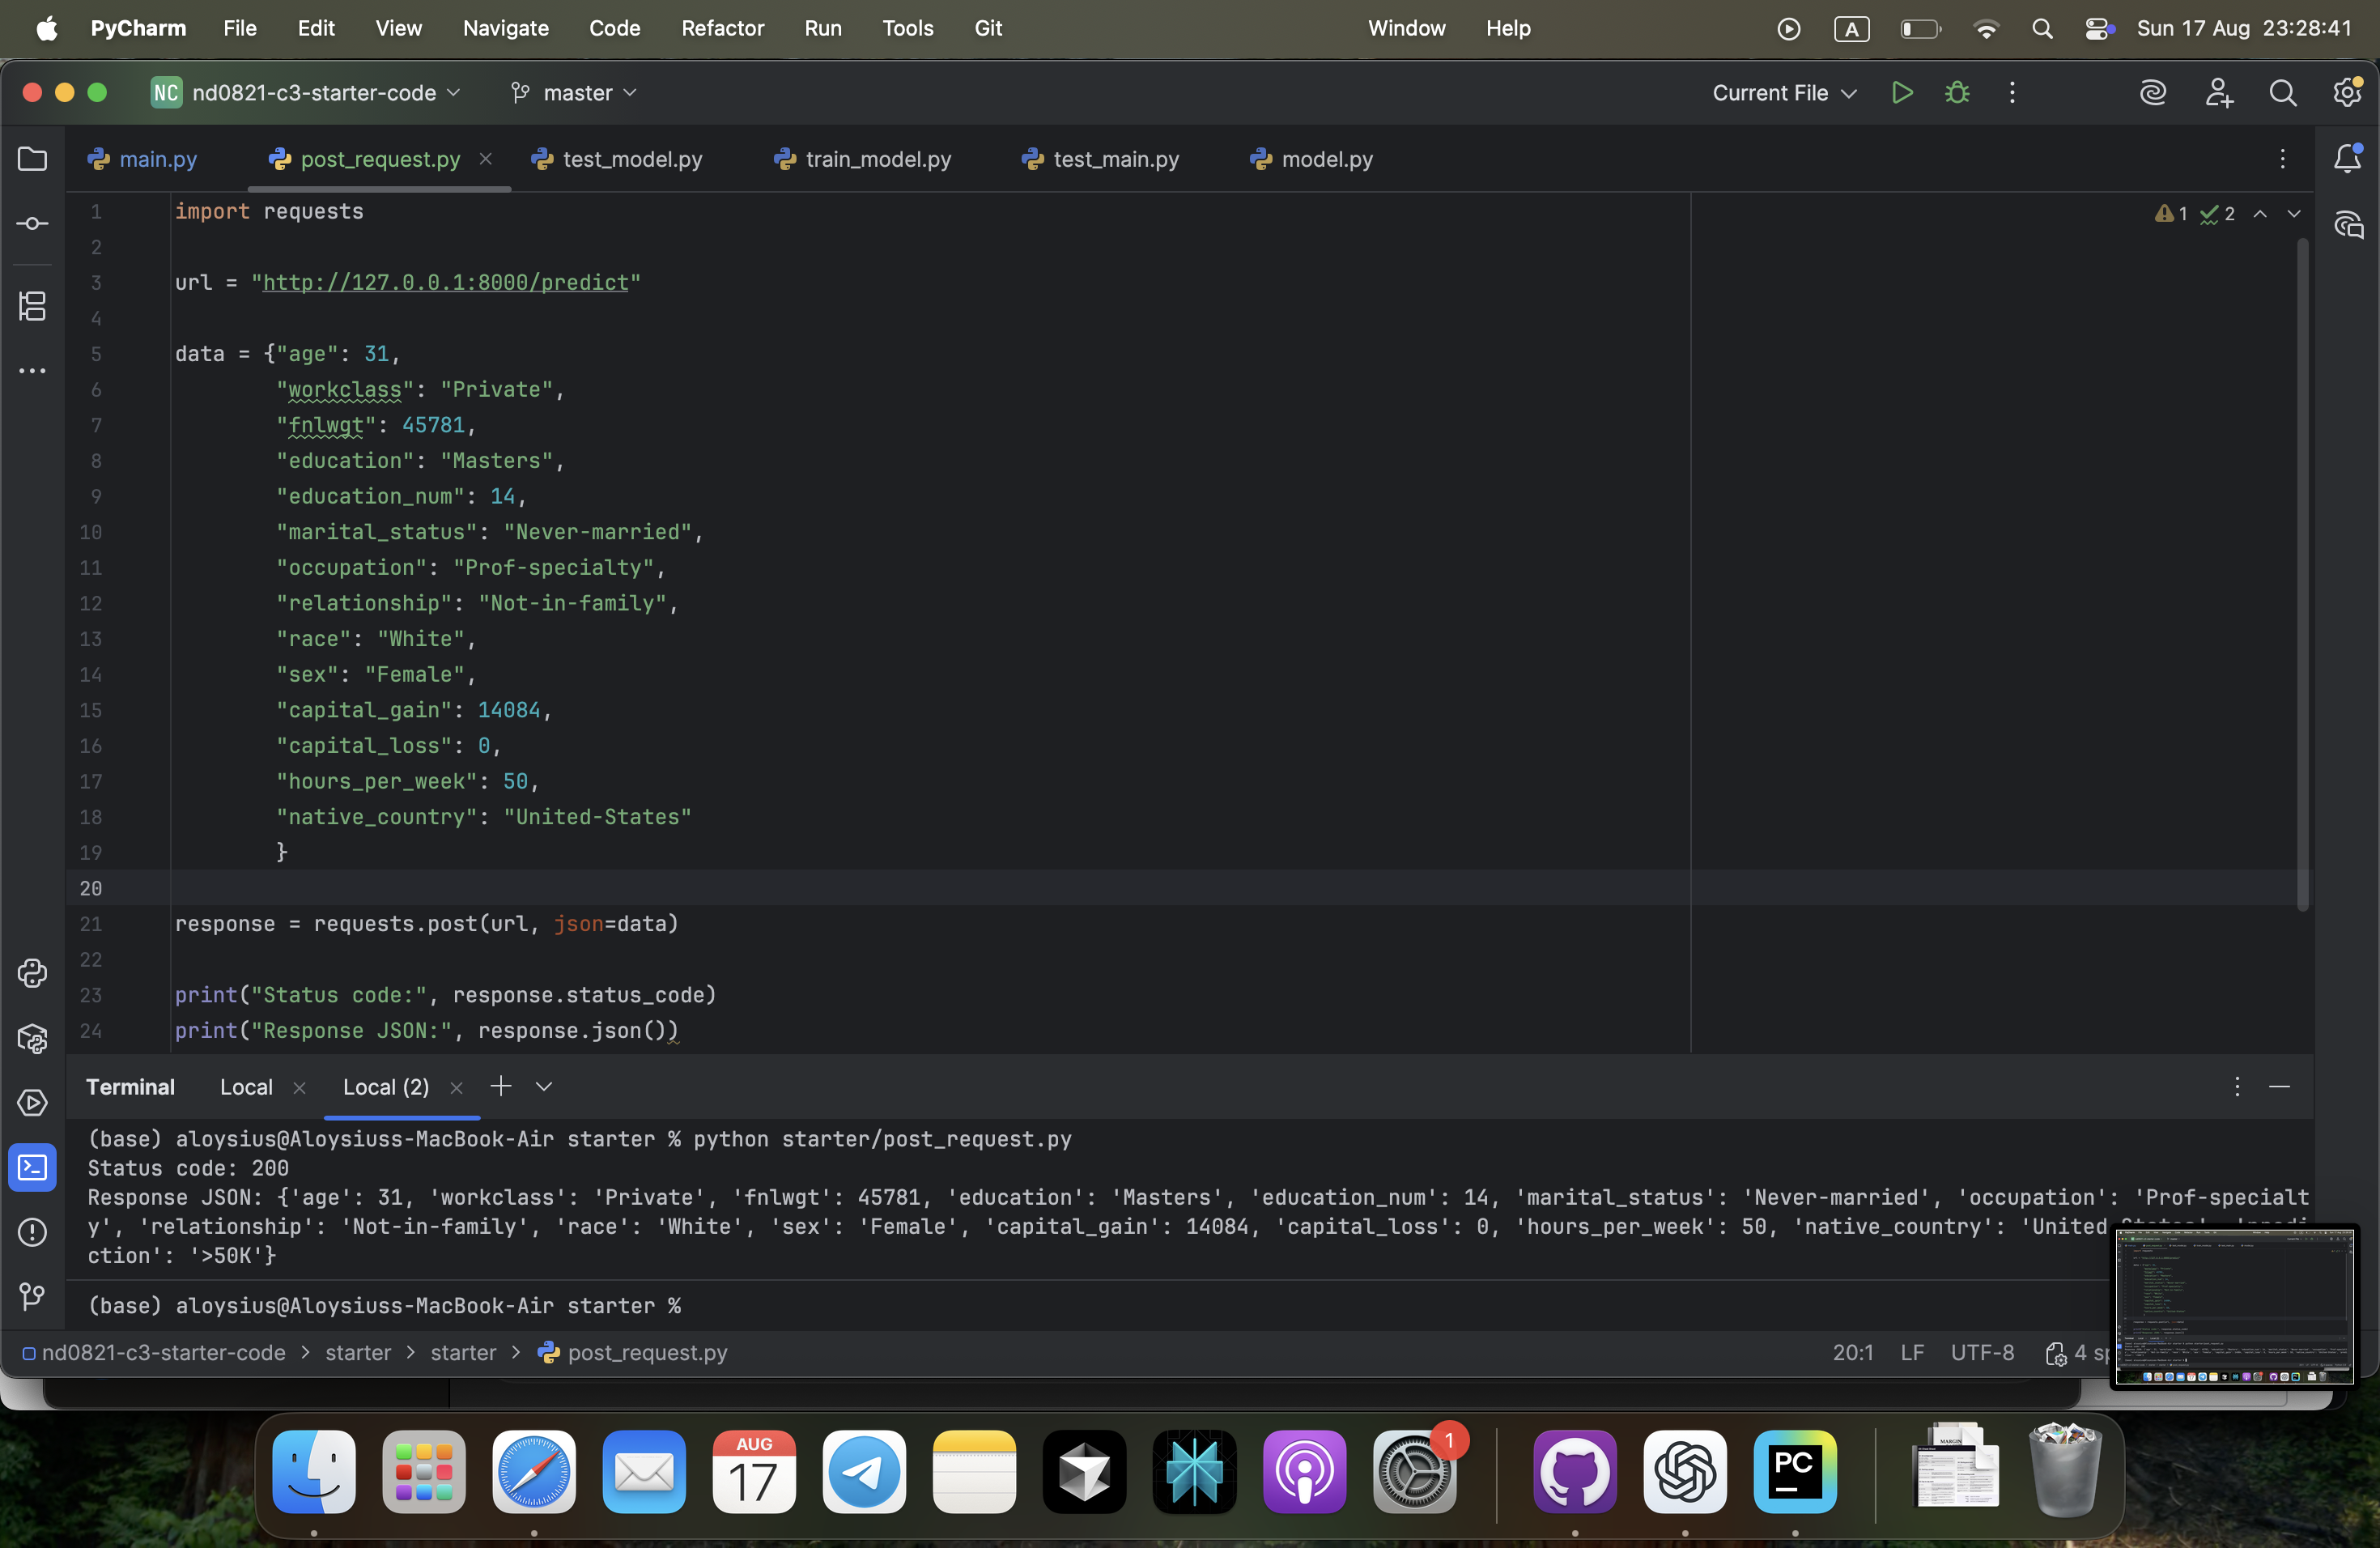 PyCharm File Edit View Navigate Code Refactor Run Tools Git Window Help A Sun 17 Aug 23:28:41
NC nd0821-c3-starter-code master Current File
main.py post_request.py test_model.py train_model.py test_main.py model.py
1 import requests 1 2
2
3 url = "http://127.0.0.1:8000/predict"
4
5 data = {"age": 31,
6 "workclass": "Private",
7 "fnlwgt": 45781,
8 "education": "Masters",
9 "education_num": 14,
10 "marital_status": "Never-married",
11 "occupation": "Prof-specialty",
12 "relationship": "Not-in-family",
13 "race": "White",
14 "sex": "Female",
15 "capital_gain": 14084,
16 "capital_loss": 0,
17 "hours_per_week": 50,
18 "native_country": "United-States"
19 }
20
21 response = requests.post(url, json=data)
22
23 print("Status code:", response.status_code)
24 print("Response JSON:", response.json())
Terminal Local Local (2)
(base) aloysius@Aloysiuss-MacBook-Air starter % python starter/post_request.py
Status code: 200
Response JSON: {'age': 31, 'workclass': 'Private', 'fnlwgt': 45781, 'education': 'Masters', 'education_num': 14, 'marital_status': 'Never-married', 'occupation': 'Prof-specialt
y', 'relationship': 'Not-in-family', 'race': 'White', 'sex': 'Female', 'capital_gain': 14084, 'capital_loss': 0, 'hours_per_week': 50, 'native_country': 'United-States', 'predi
ction': '>50K'}
(base) aloysius@Aloysiuss-MacBook-Air starter %
nd0821-c3-starter-code > starter > starter > post_request.py 20:1 LF UTF-8 4
AUG
17
1
PC
MARGIN